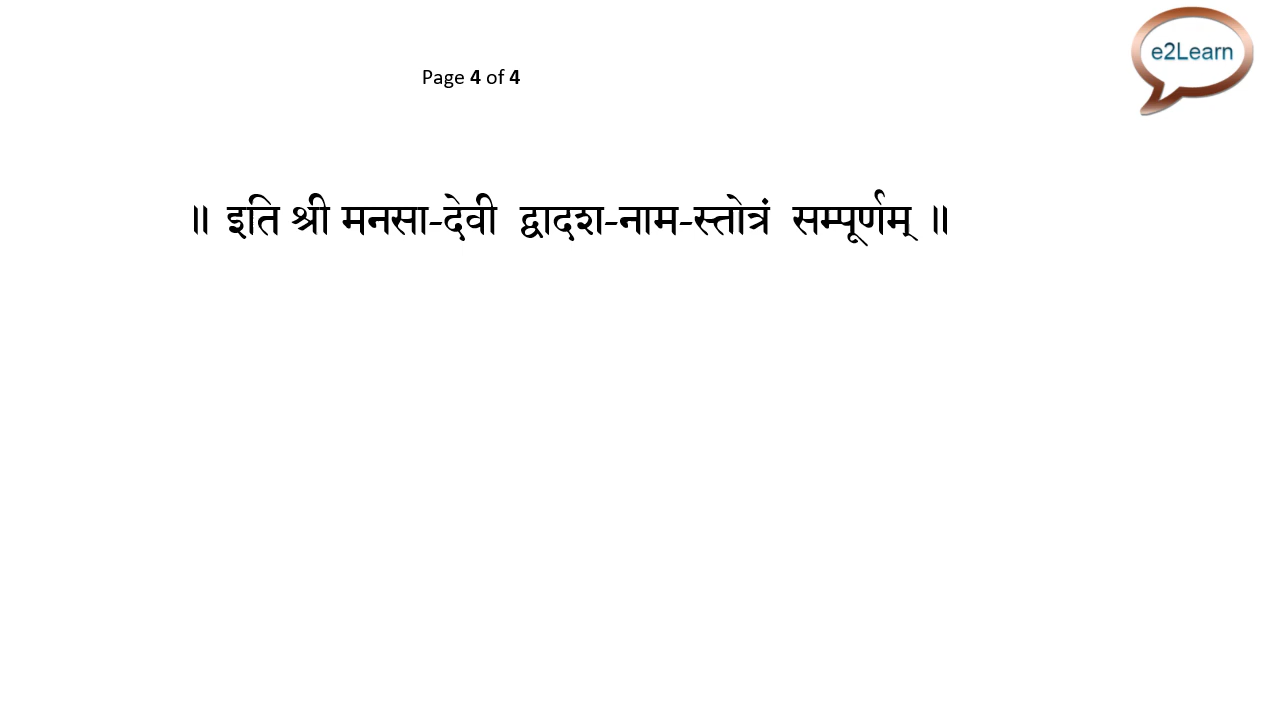 e2Learn
Page 4 of 4
॥ इति श्री मनसा-देवी द्वादश-नाम-स्तोत्रं सम्पूर्णम् ॥